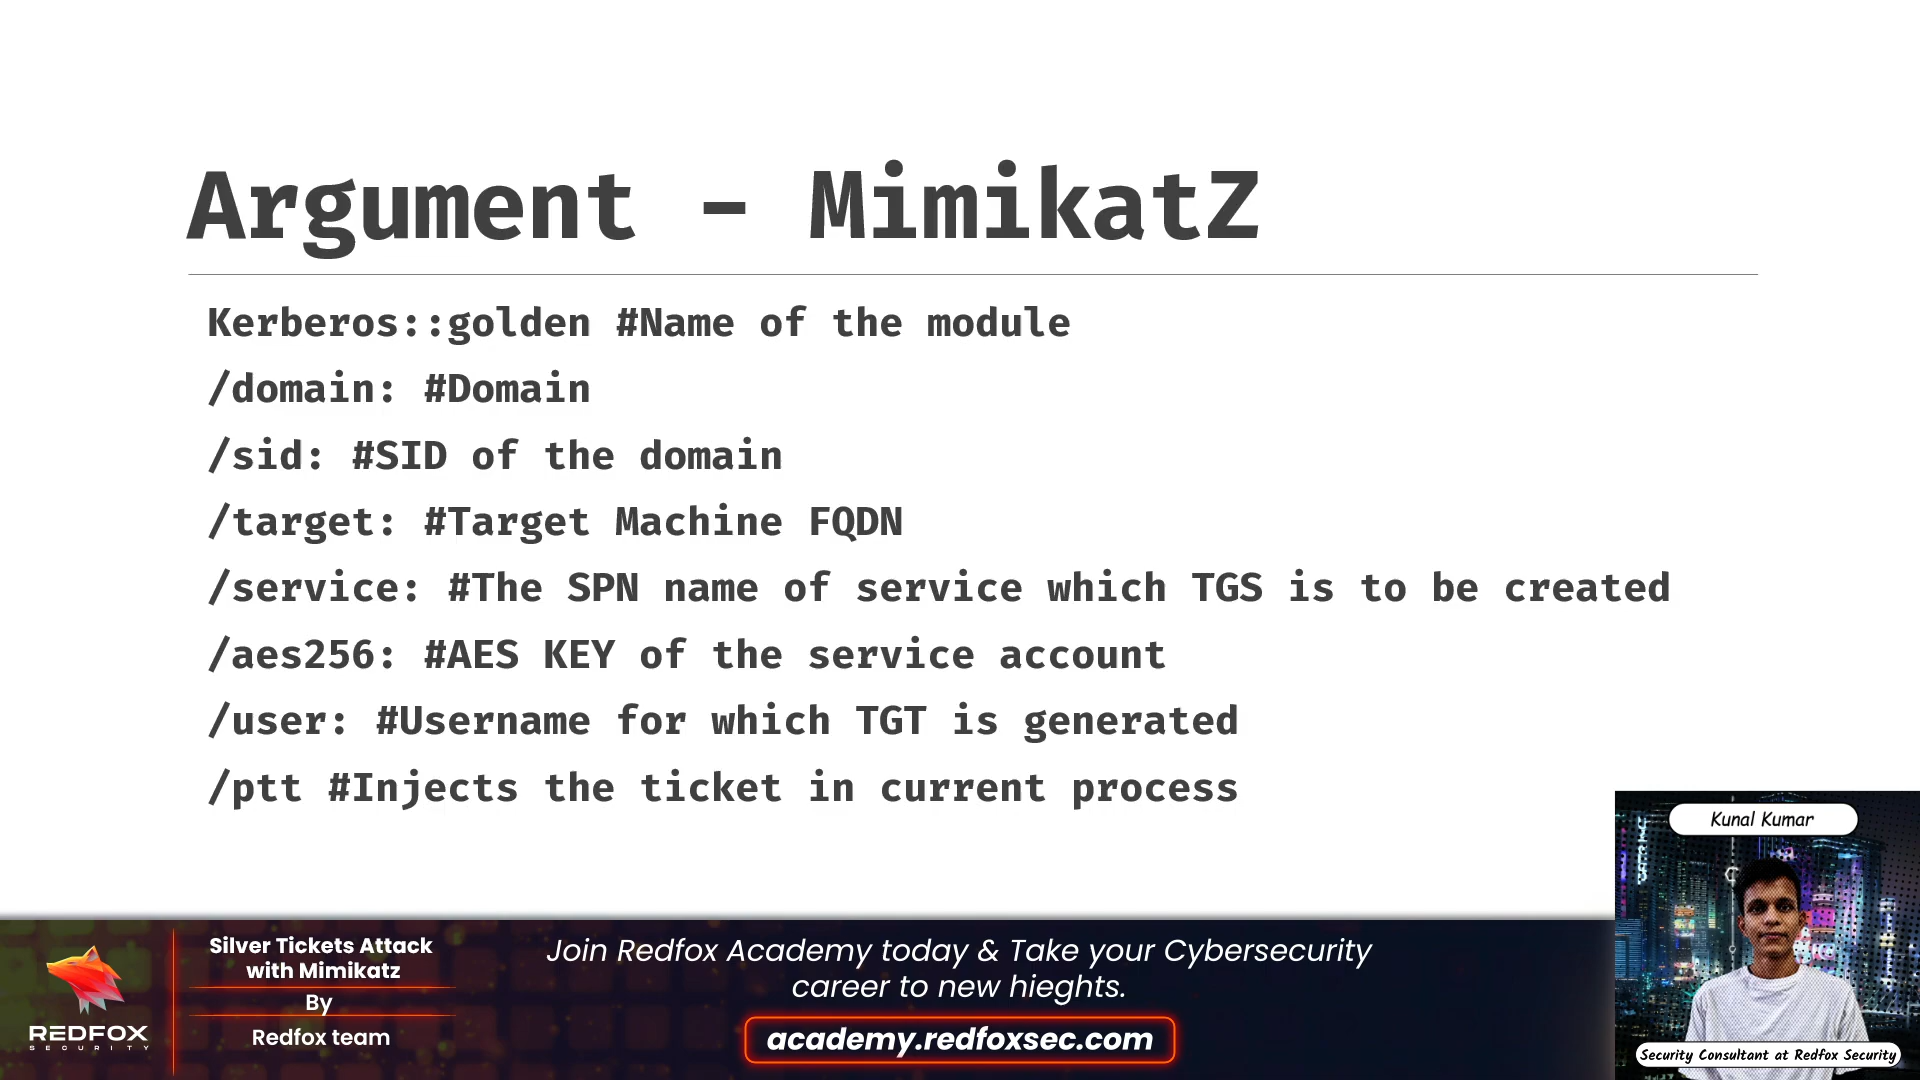 Argument - MimikatZ
Kerberos::golden #Name of the module
/domain: #Domain
/sid: #SID of the domain
/target: #Target Machine FQDN
/service: #The SPN name of service which TGS is to be created
/aes256: #AES KEY of the service account
/user: #Username for which TGT is generated
/ptt #Injects the ticket in current process
Kunal Kumar
Security Consultant at Redfox Security
REDFOX
SECURITY
Silver Tickets Attack
with Mimikatz
By
Redfox team
Join Redfox Academy today & Take your Cybersecurity
career to new hieghts.
academy.redfoxsec.com